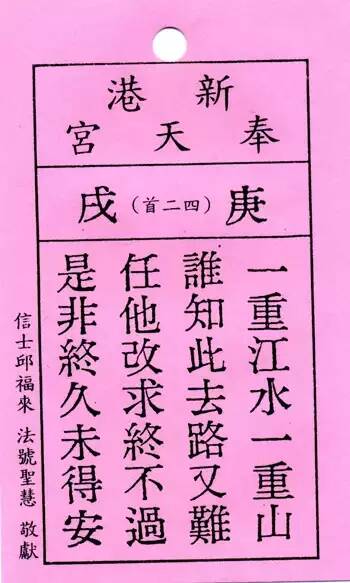 新港
奉天宮
庚（四二首）戌
一重江水一重山
誰知此去路又難
任他改求終不過
是非終久未得安
信士邱福來 法號聖慧 敬獻